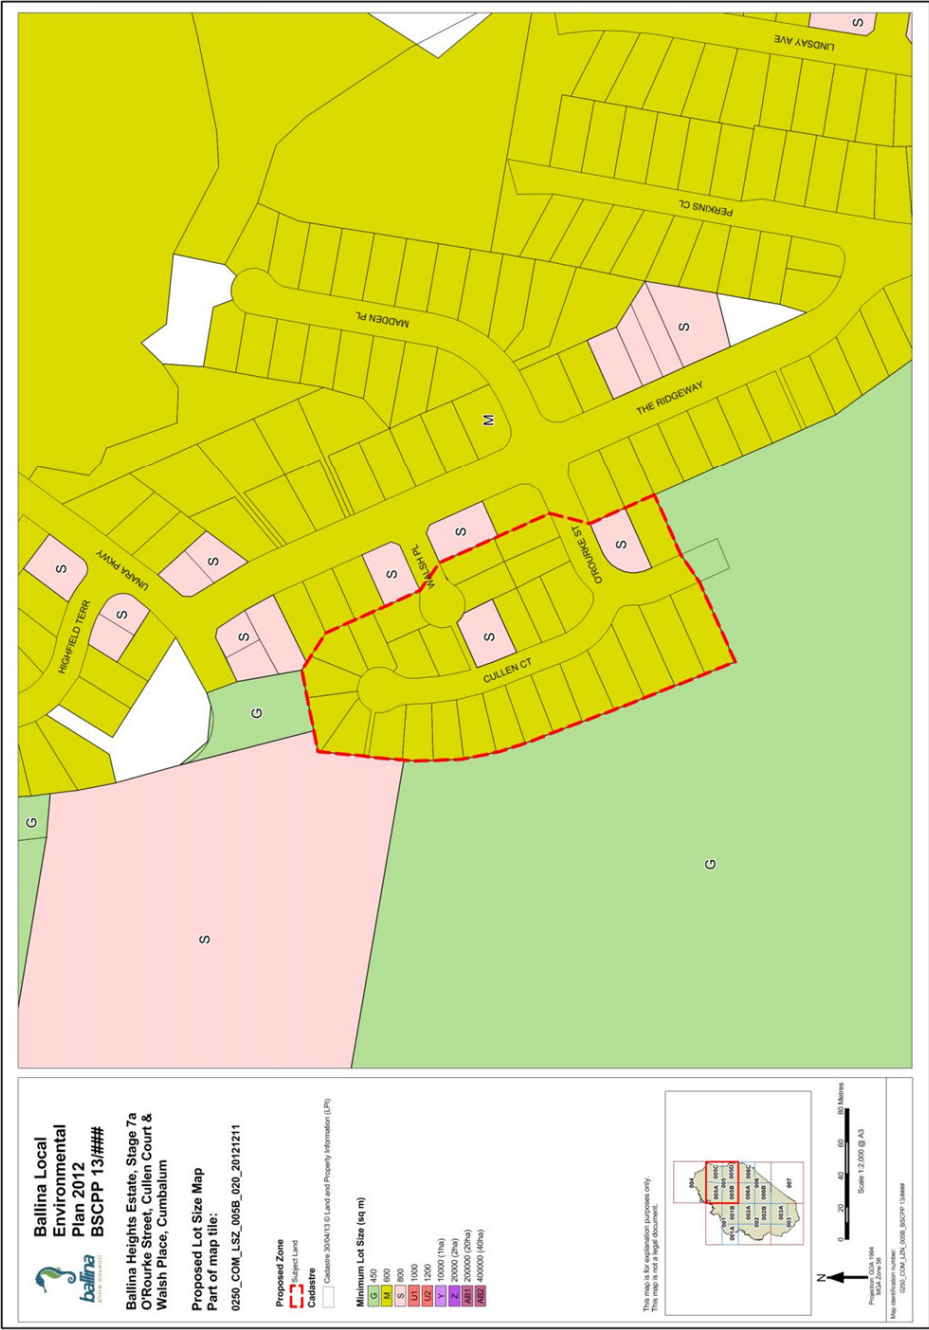 Ballina Local
Environmental
Plan 2012
BSCPP 13/###
ballina
shire council
Ballina Heights Estate, Stage 7a
O'Rourke Street, Cullen Court &
Walsh Place, Cumbalum
Proposed Lot Size Map
Part of map tile:
0250_COM_LSZ_005B_020_20121211
Proposed Zone
Subject Land
Cadastre
Cadastre 30/04/13 © Land and Property Information (LPI)
Minimum Lot Size (sq m)
G 450
M 600
S 800
U1 1000
U2 1200
Y 10000 (1ha)
Z 20000 (2ha)
AB1 200000 (20ha)
AB2 400000 (40ha)
This map is for explanation purposes only.
This map is not a legal document.
004
005A 005C
001 005
001A 001B 005B 005D
002A 006A 006C
002 006
002B 006B
003A
003 007
N
0 20 40 60 80 Metres
Scale 1:2,000 @ A3
Projection: GDA 1994
MGA Zone 56
Map identification number:
0250_COM_LZN_005B_BSCPP 13/####
S
G
G
S
HIGHFIELD TERR
S
UNARA PKWY
S
S
G
S
WALSH PL
S
S
CULLEN CT
O'ROURKE ST
S
M
MADDEN PL
THE RIDGEWAY
S
PERKINS CL
LINDSAY AVE
S
G